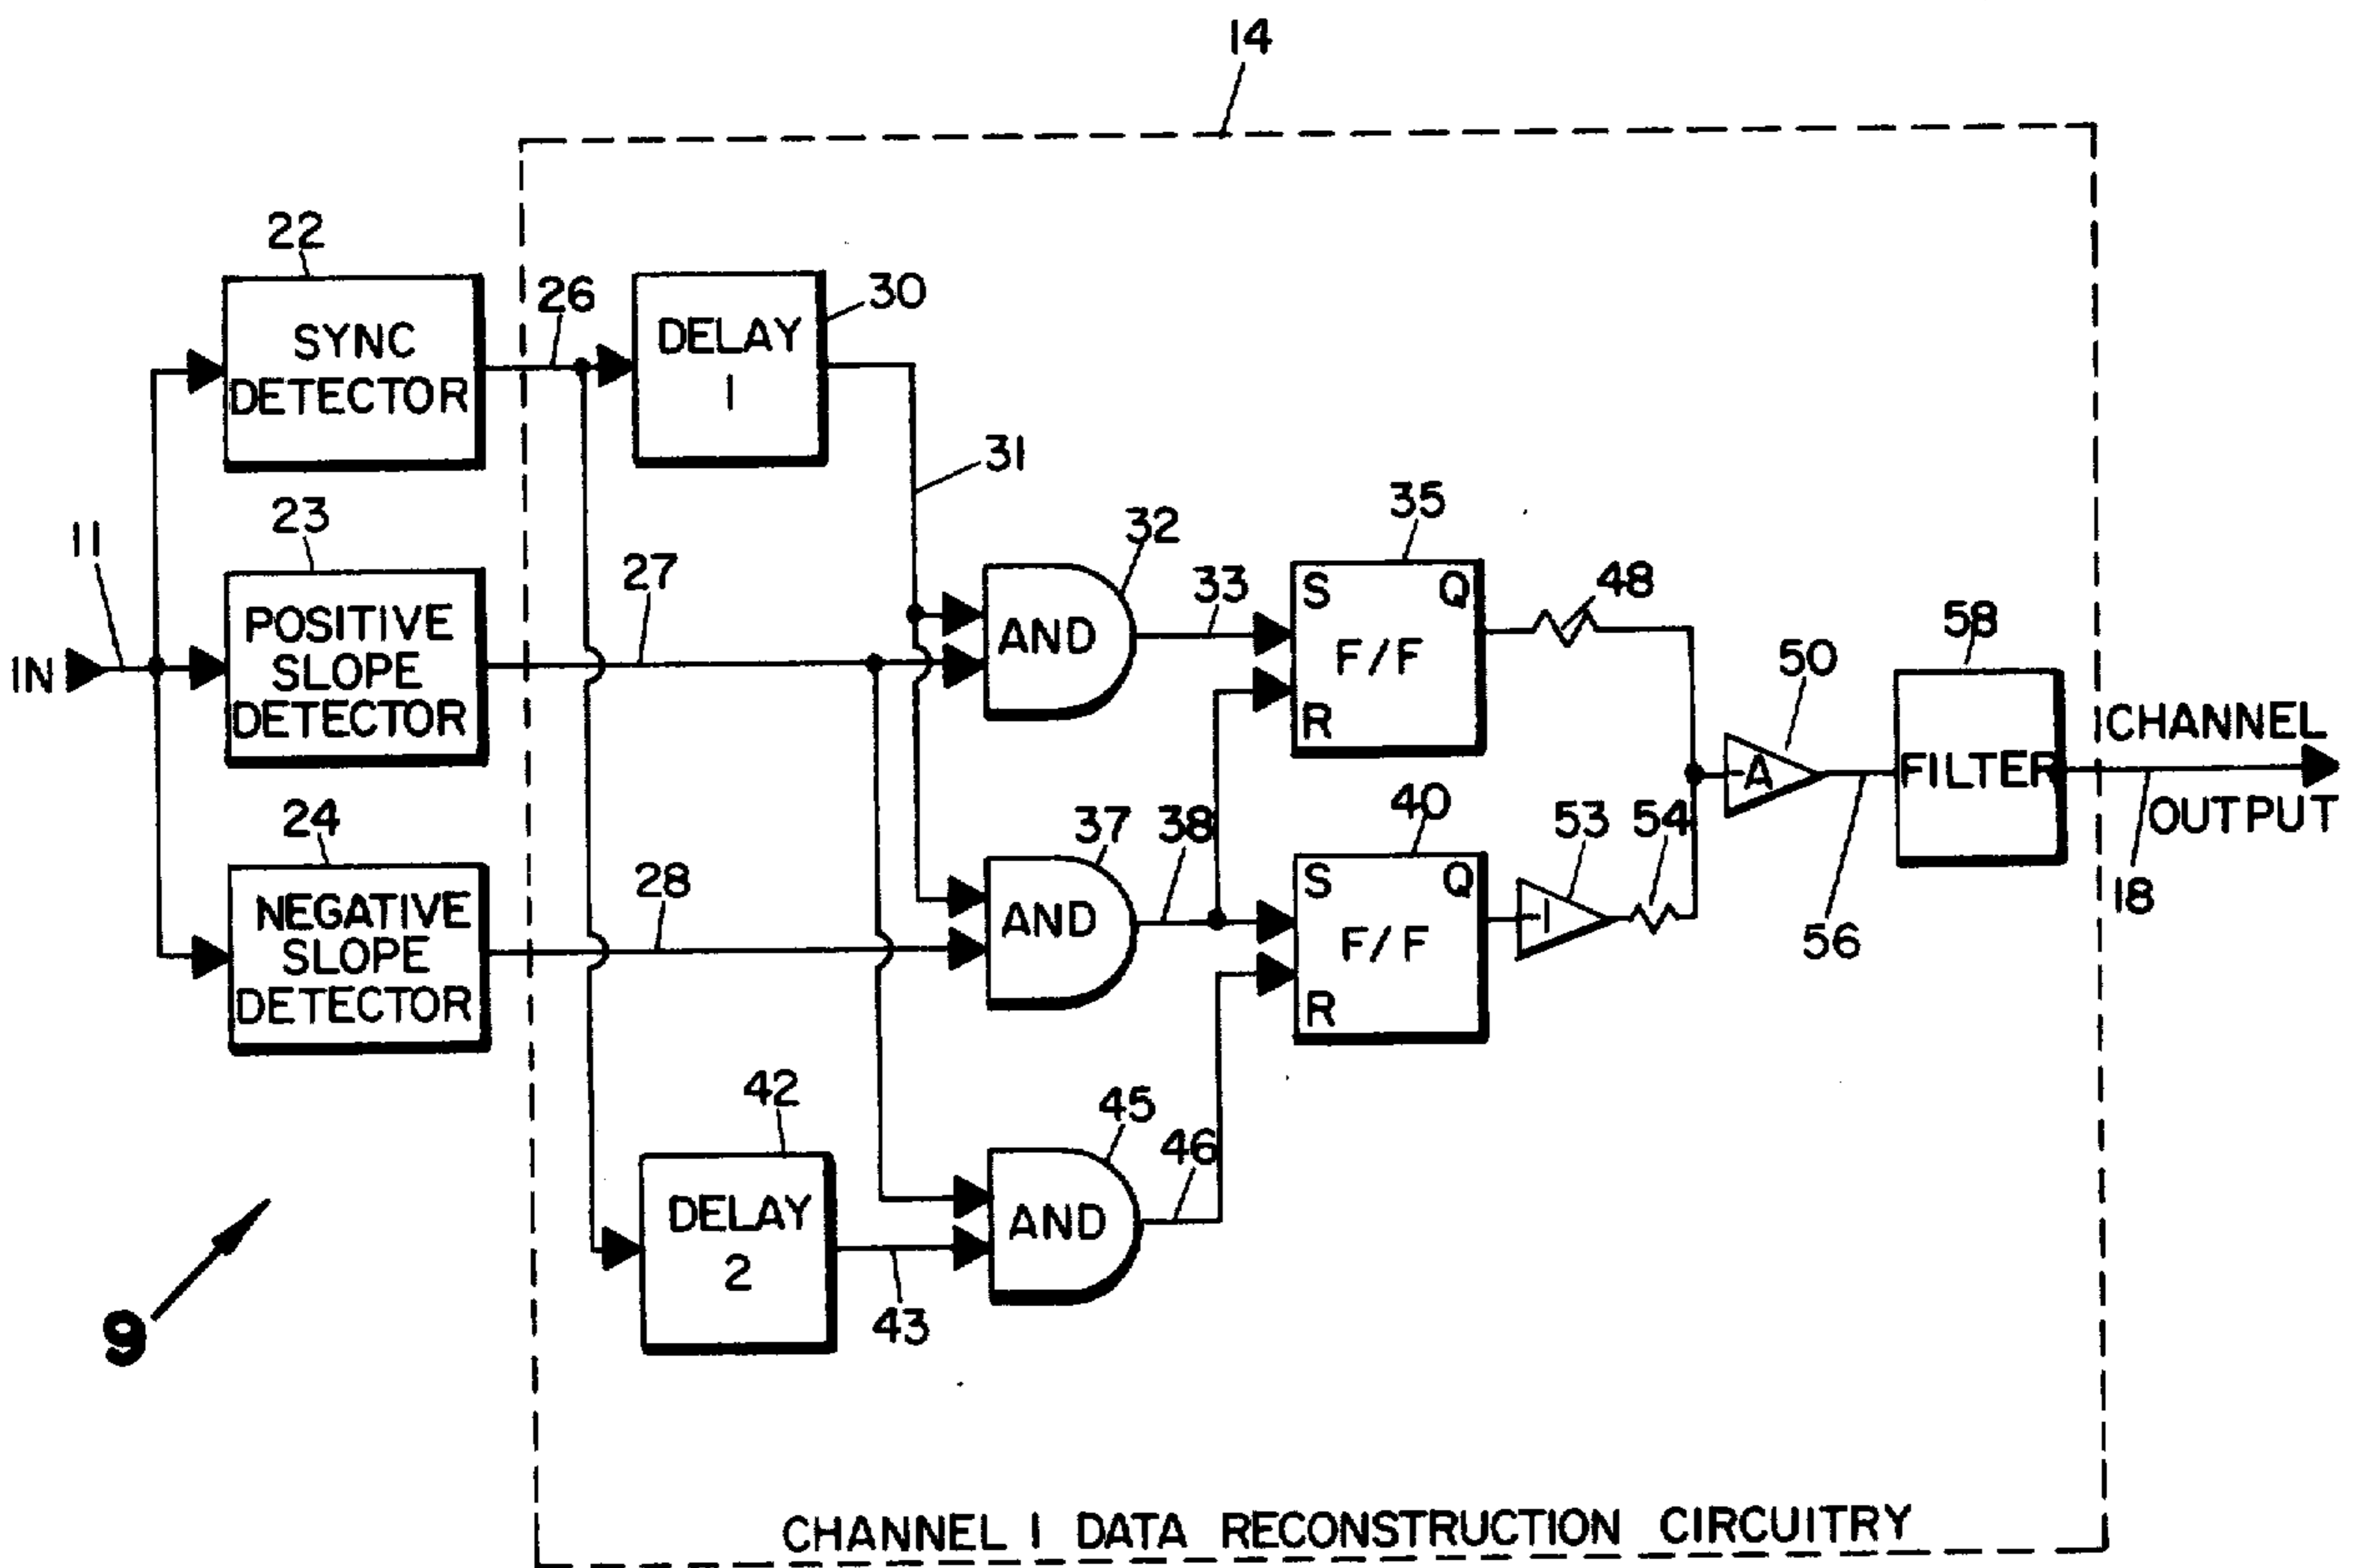 14
22
SYNC
DETECTOR
26
DELAY
1
30
31
11
IN
23
POSITIVE
SLOPE
DETECTOR
27
32
AND
33
35
S Q
F/F
R
48
50
-A
58
FILTER
CHANNEL
OUTPUT
18
56
24
NEGATIVE
SLOPE
DETECTOR
28
37
AND
38
40
S Q
F/F
R
53
-1
54
42
DELAY
2
43
45
AND
46
9
CHANNEL 1 DATA RECONSTRUCTION CIRCUITRY